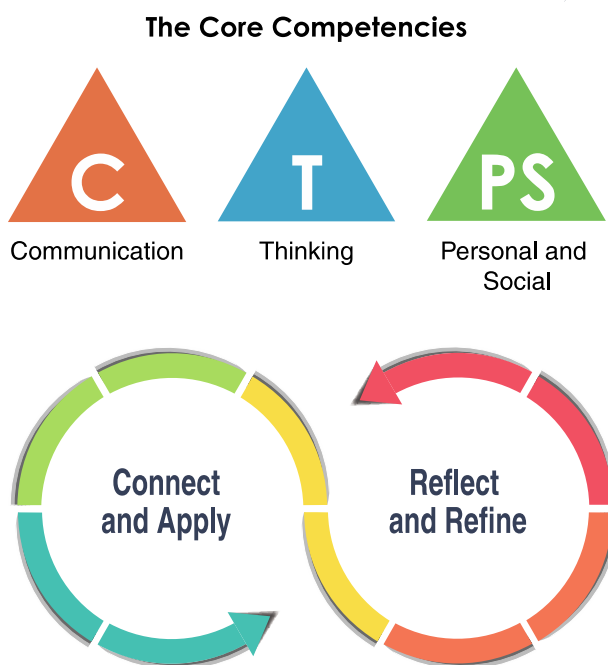 The Core Competencies
C
T
PS
Communication
Thinking
Personal and
Social
Connect
and Apply
Reflect
and Refine